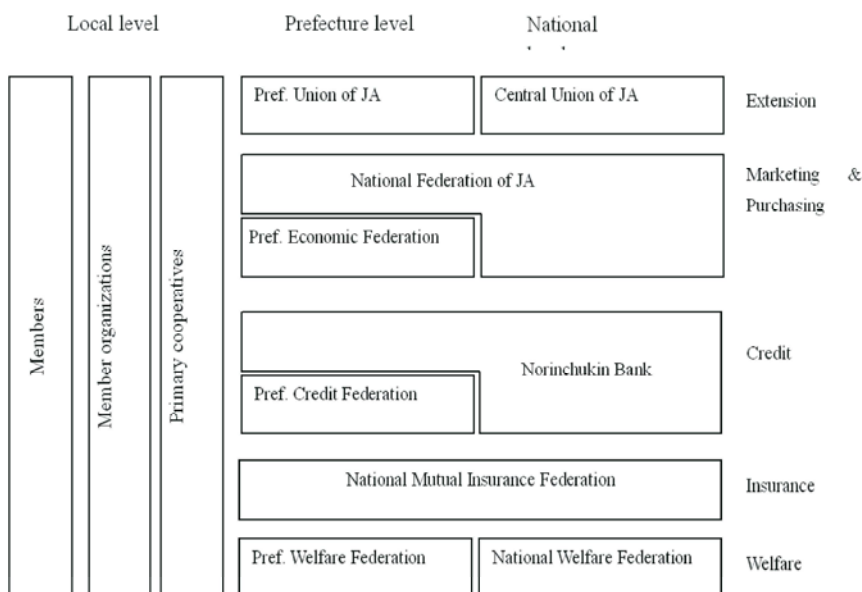 Local level
Prefecture level
National
Members
Member organizations
Primary cooperatives
Pref. Union of JA
Central Union of JA
Extension
National Federation of JA
Pref. Economic Federation
Marketing &
Purchasing
Norinchukin Bank
Pref. Credit Federation
Credit
National Mutual Insurance Federation
Insurance
Pref. Welfare Federation
National Welfare Federation
Welfare